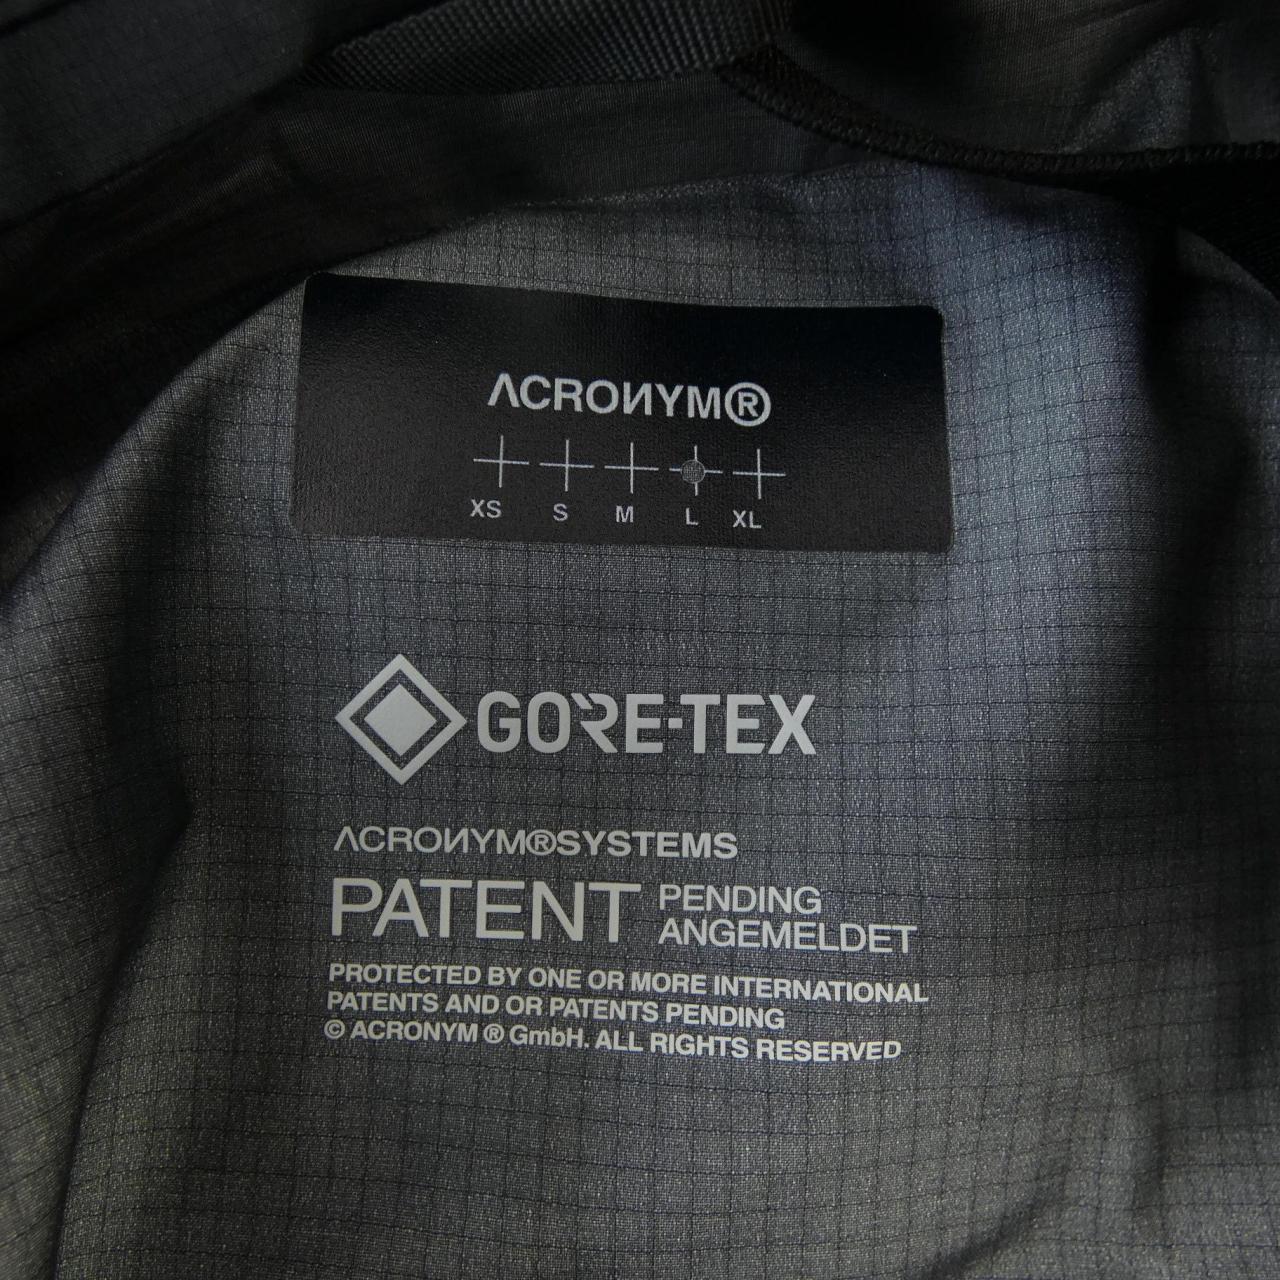 ACRONYM®
XS S M L XL
GORE-TEX
ACRONYM®SYSTEMS
PATENT PENDING
ANGEMELDET
PROTECTED BY ONE OR MORE INTERNATIONAL
PATENTS AND OR PATENTS PENDING
© ACRONYM ® GmbH. ALL RIGHTS RESERVED